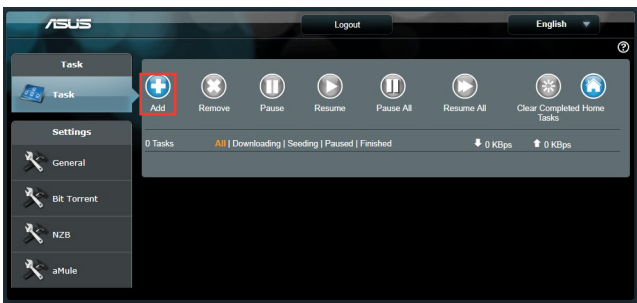 ASUS
Logout
English
Task
Task
Settings
General
Bit Torrent
NZB
aMule
Add
Remove
Pause
Resume
Pause All
Resume All
Clear Completed Tasks
Home
0 Tasks
All | Downloading | Seeding | Paused | Finished
0 KBps
0 KBps